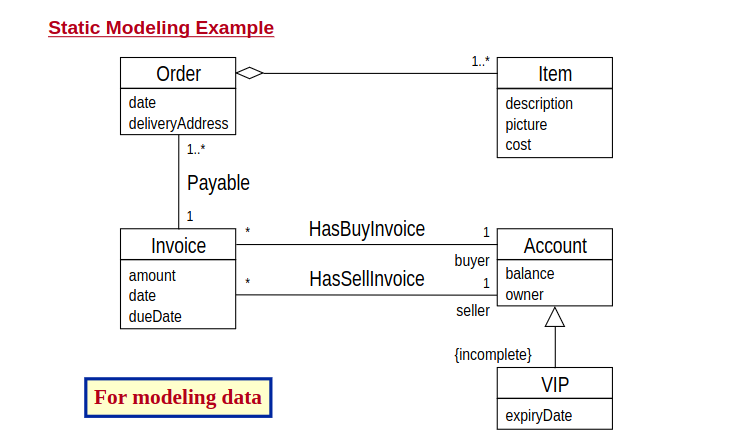 Static Modeling Example
1..*
Order
Item
date
deliveryAddress
description
picture
cost
1..*
Payable
1
Invoice
amount
date
dueDate
*
HasBuyInvoice
1
buyer
*
HasSellInvoice
1
seller
Account
balance
owner
{incomplete}
VIP
expiryDate
For modeling data